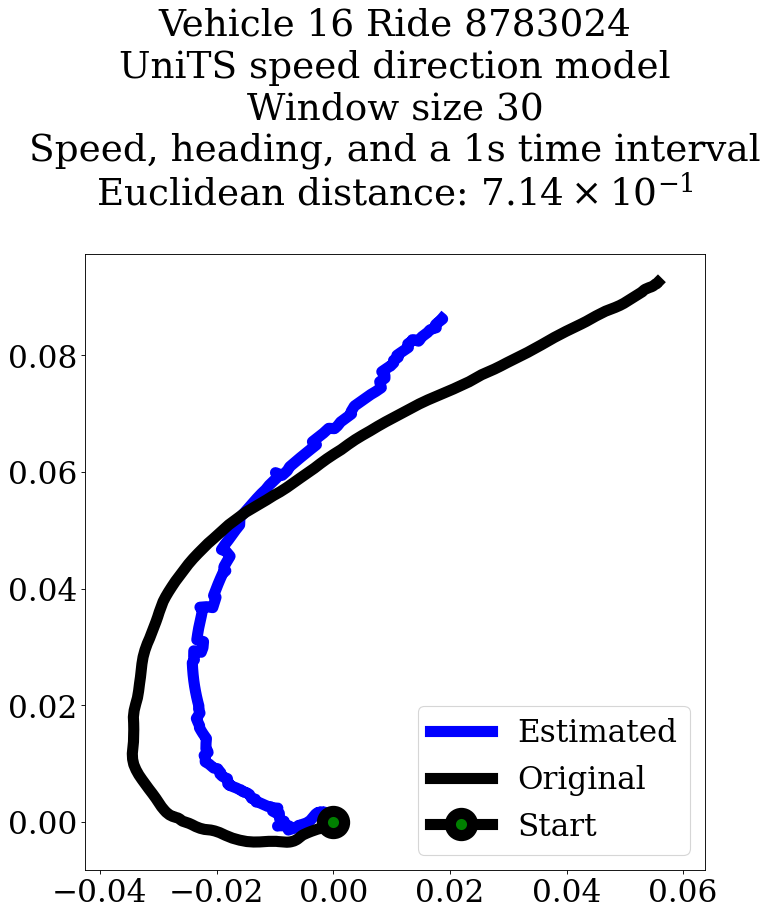 Vehicle 16 Ride 8783024
UniTS speed direction model
Window size 30
Speed, heading, and a 1s time interval
Euclidean distance: 7.14 × 10⁻¹
0.08
0.06
0.04
0.02
0.00
Estimated
Original
Start
−0.04 −0.02 0.00 0.02 0.04 0.06